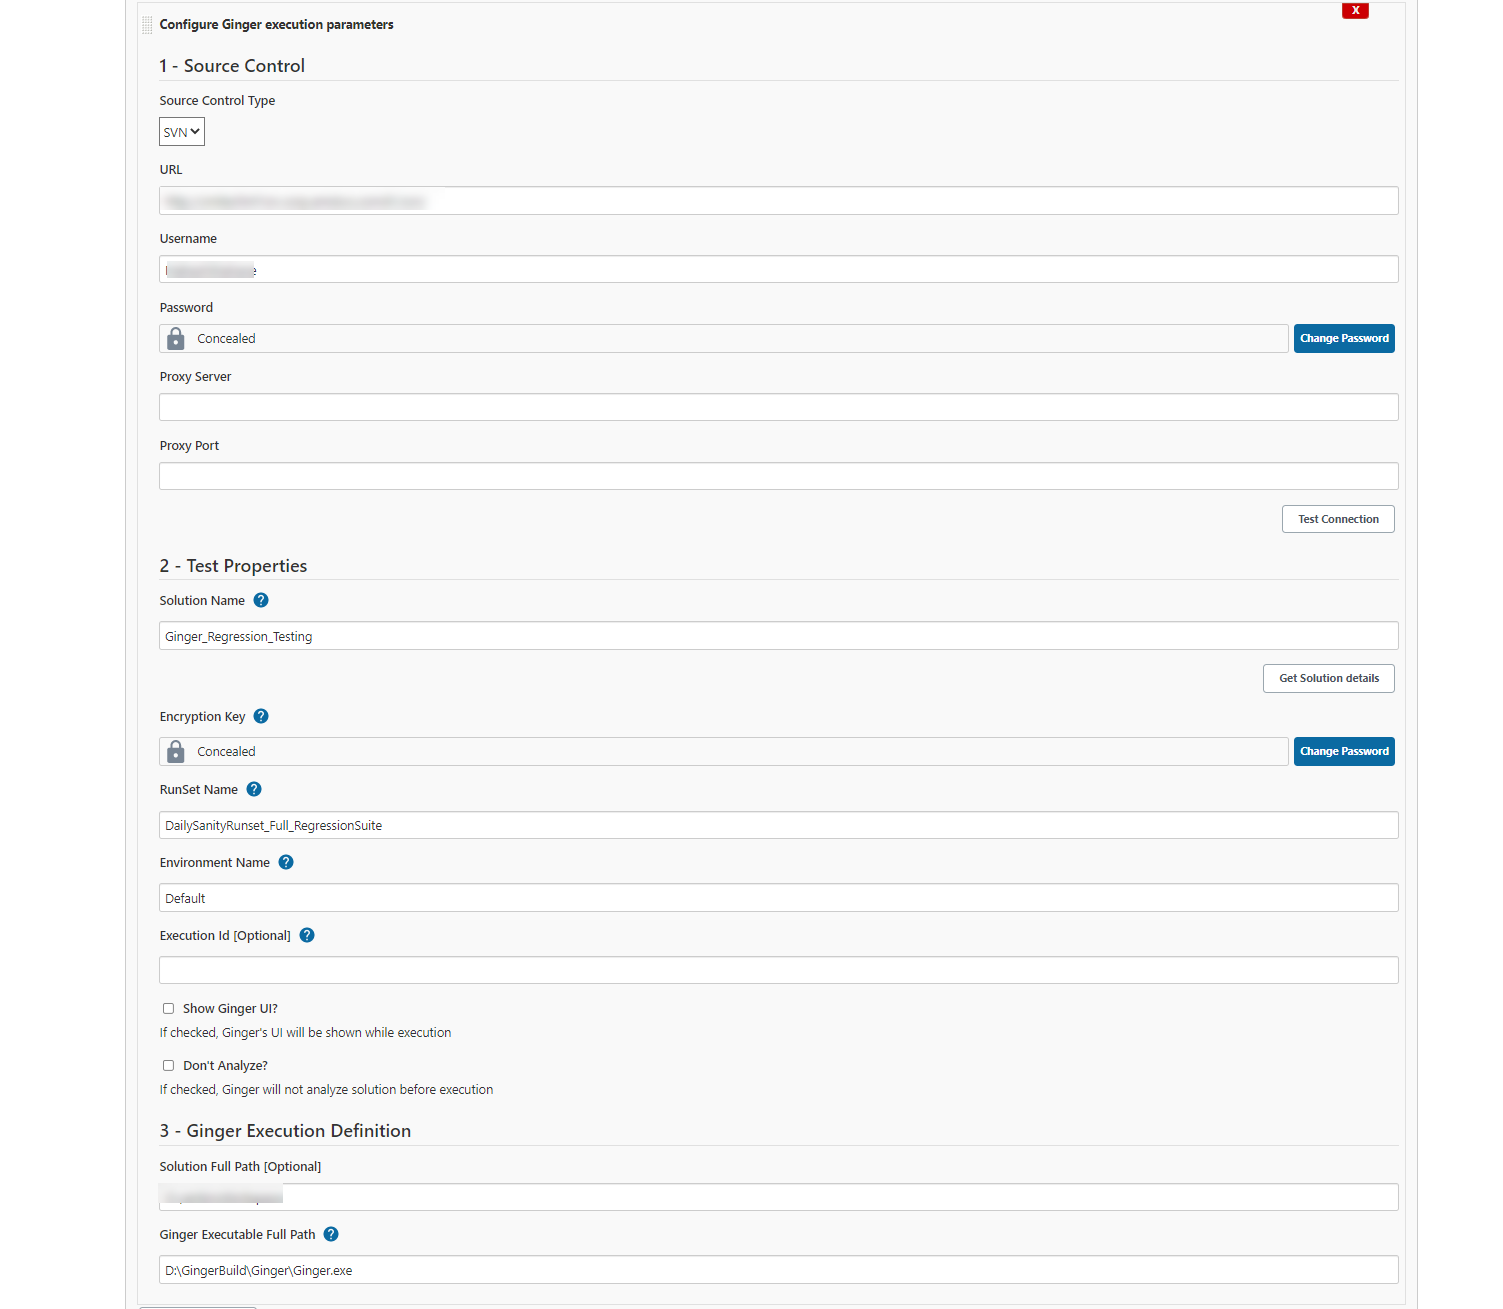 Configure Ginger execution parameters
X
1 - Source Control
Source Control Type
SVN
URL
Username
Password
Concealed
Change Password
Proxy Server
Proxy Port
Test Connection
2 - Test Properties
Solution Name ?
Ginger_Regression_Testing
Get Solution details
Encryption Key ?
Concealed
Change Password
RunSet Name ?
DailySanityRunset_Full_RegressionSuite
Environment Name ?
Default
Execution Id [Optional] ?
Show Ginger UI?
If checked, Ginger's UI will be shown while execution
Don't Analyze?
If checked, Ginger will not analyze solution before execution
3 - Ginger Execution Definition
Solution Full Path [Optional]
Ginger Executable Full Path ?
D:\GingerBuild\Ginger\Ginger.exe